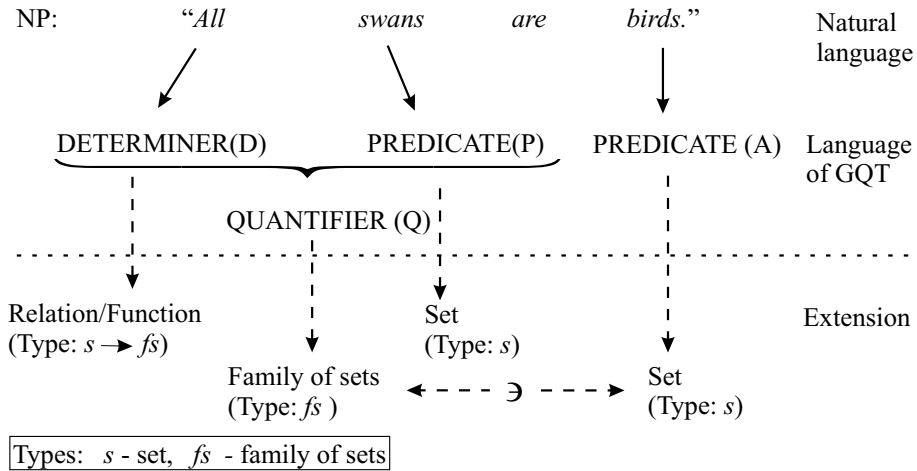 NP: “All swans are birds.” Natural
language
DETERMINER(D) PREDICATE(P) PREDICATE (A) Language
of GQT
QUANTIFIER (Q)
Relation/Function Set Extension
(Type: s → fs) (Type: s)
Family of sets ∍ Set
(Type: fs ) (Type: s)
Types: s - set, fs - family of sets